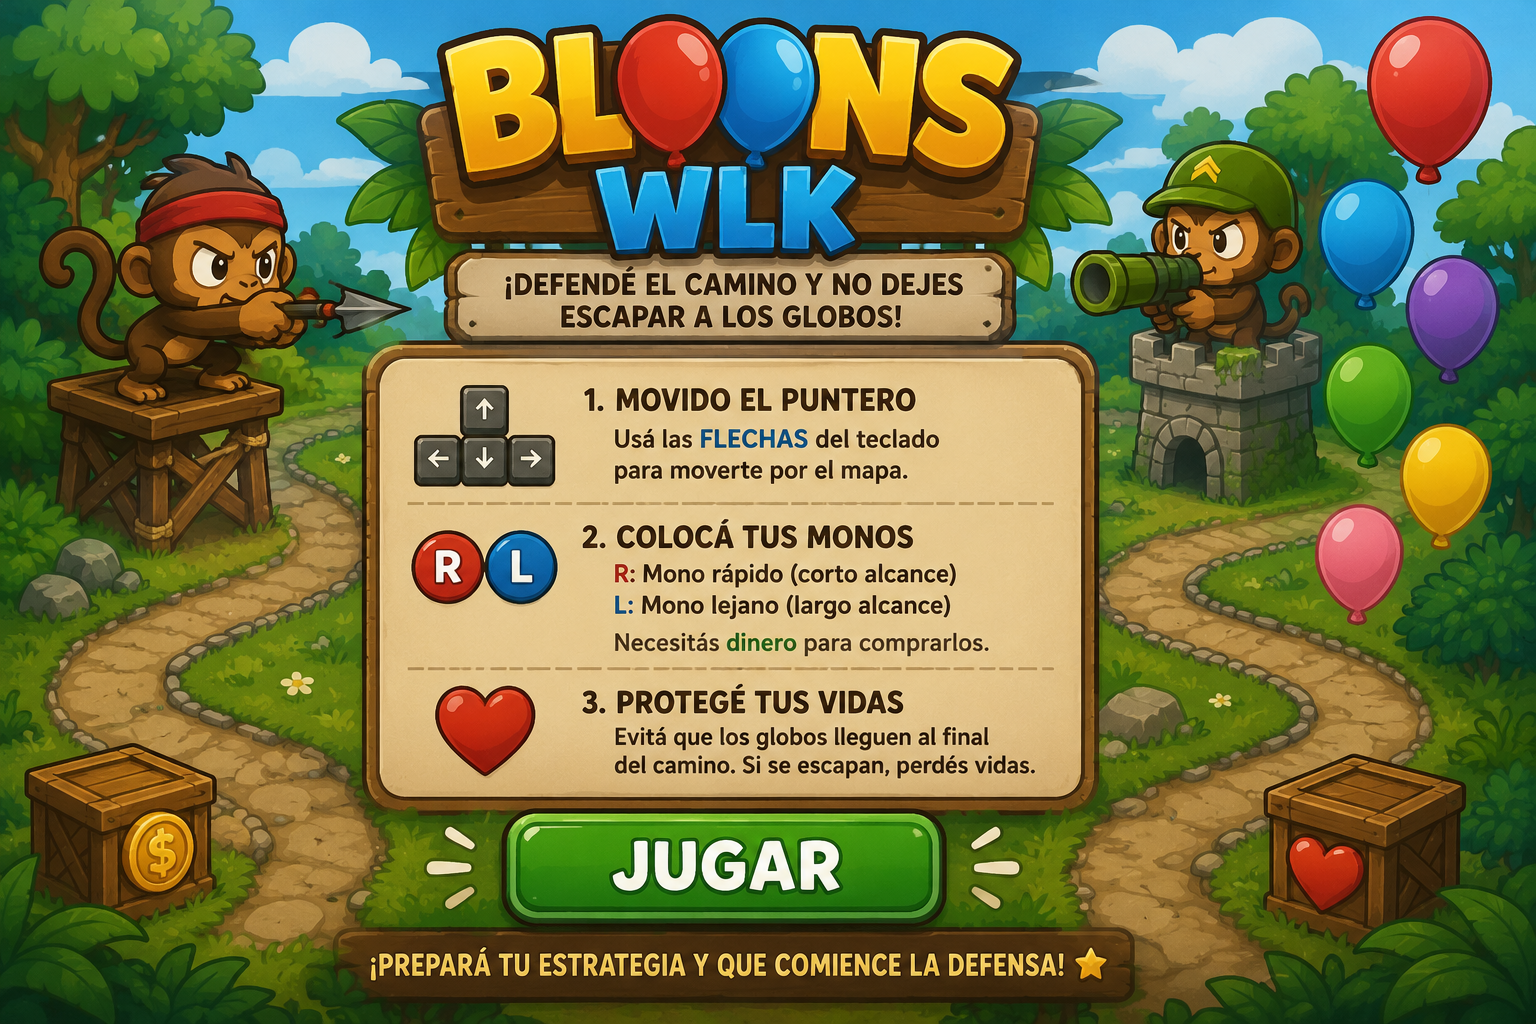 BLOONS
WLK
¡DEFENDÉ EL CAMINO Y NO DEJES
ESCAPAR A LOS GLOBOS!
1. MOVIDO EL PUNTERO
Usá las FLECHAS del teclado
para moverte por el mapa.
R L
2. COLOCÁ TUS MONOS
R: Mono rápido (corto alcance)
L: Mono lejano (largo alcance)
Necesitás dinero para comprarlos.
3. PROTEGÉ TUS VIDAS
Evitá que los globos lleguen al final
del camino. Si se escapan, perdés vidas.
$
JUGAR
¡PREPARÁ TU ESTRATEGIA Y QUE COMIENCE LA DEFENSA!